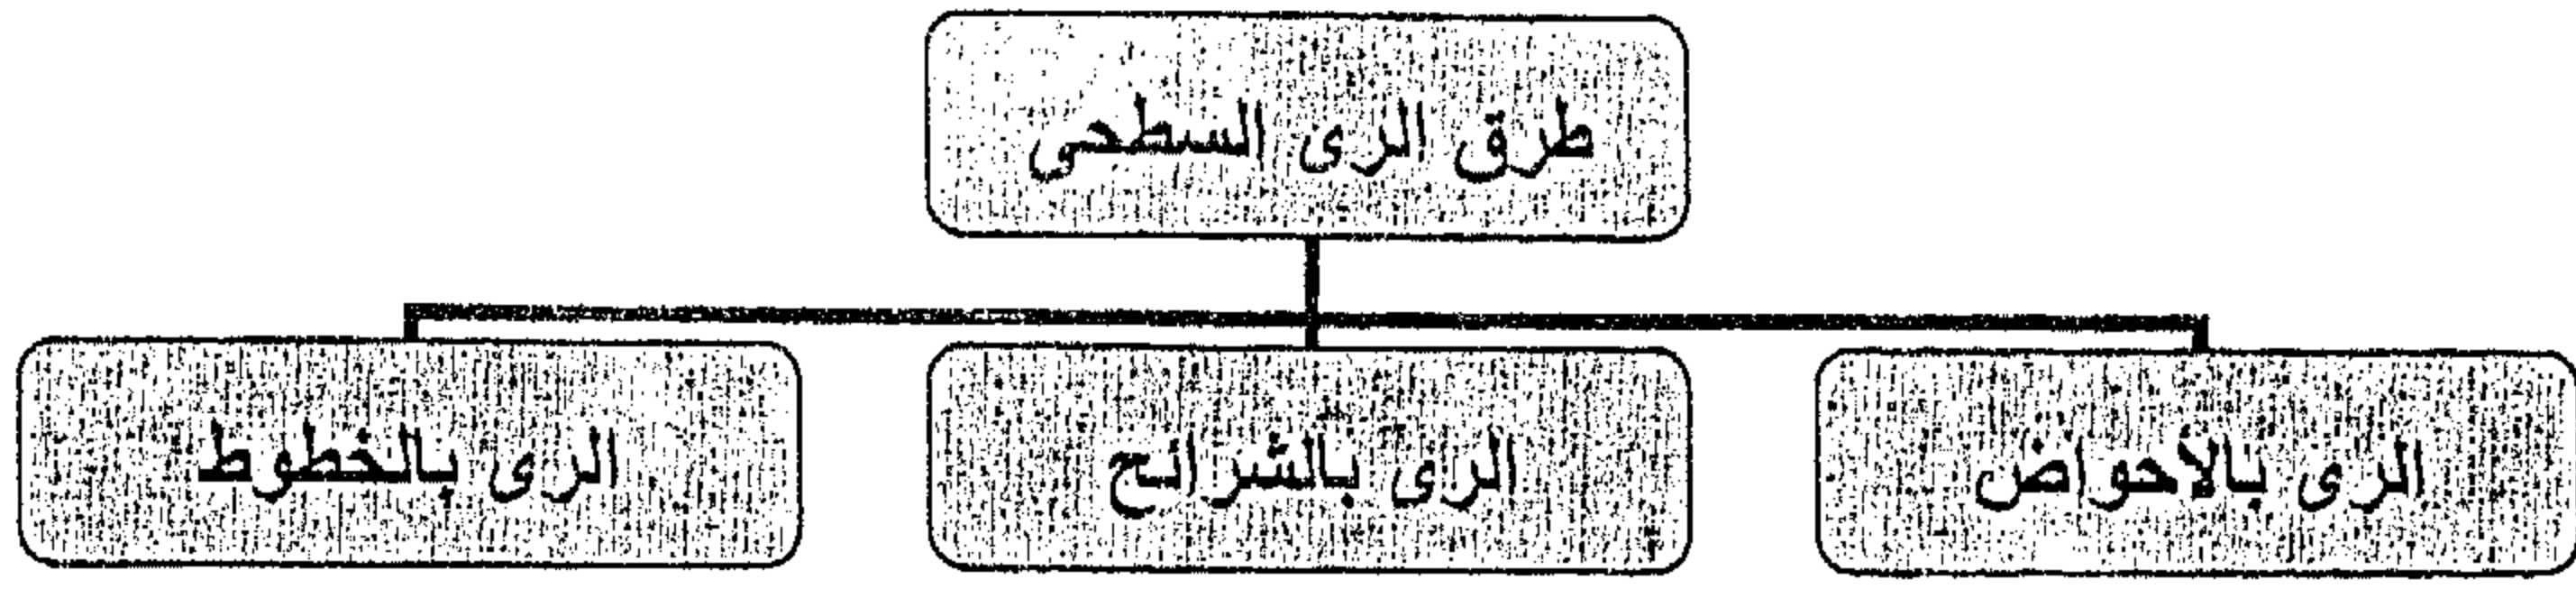 طرق الرى السطحى
الرى بالأحواض
الرى بالشرائح
الرى بالخطوط